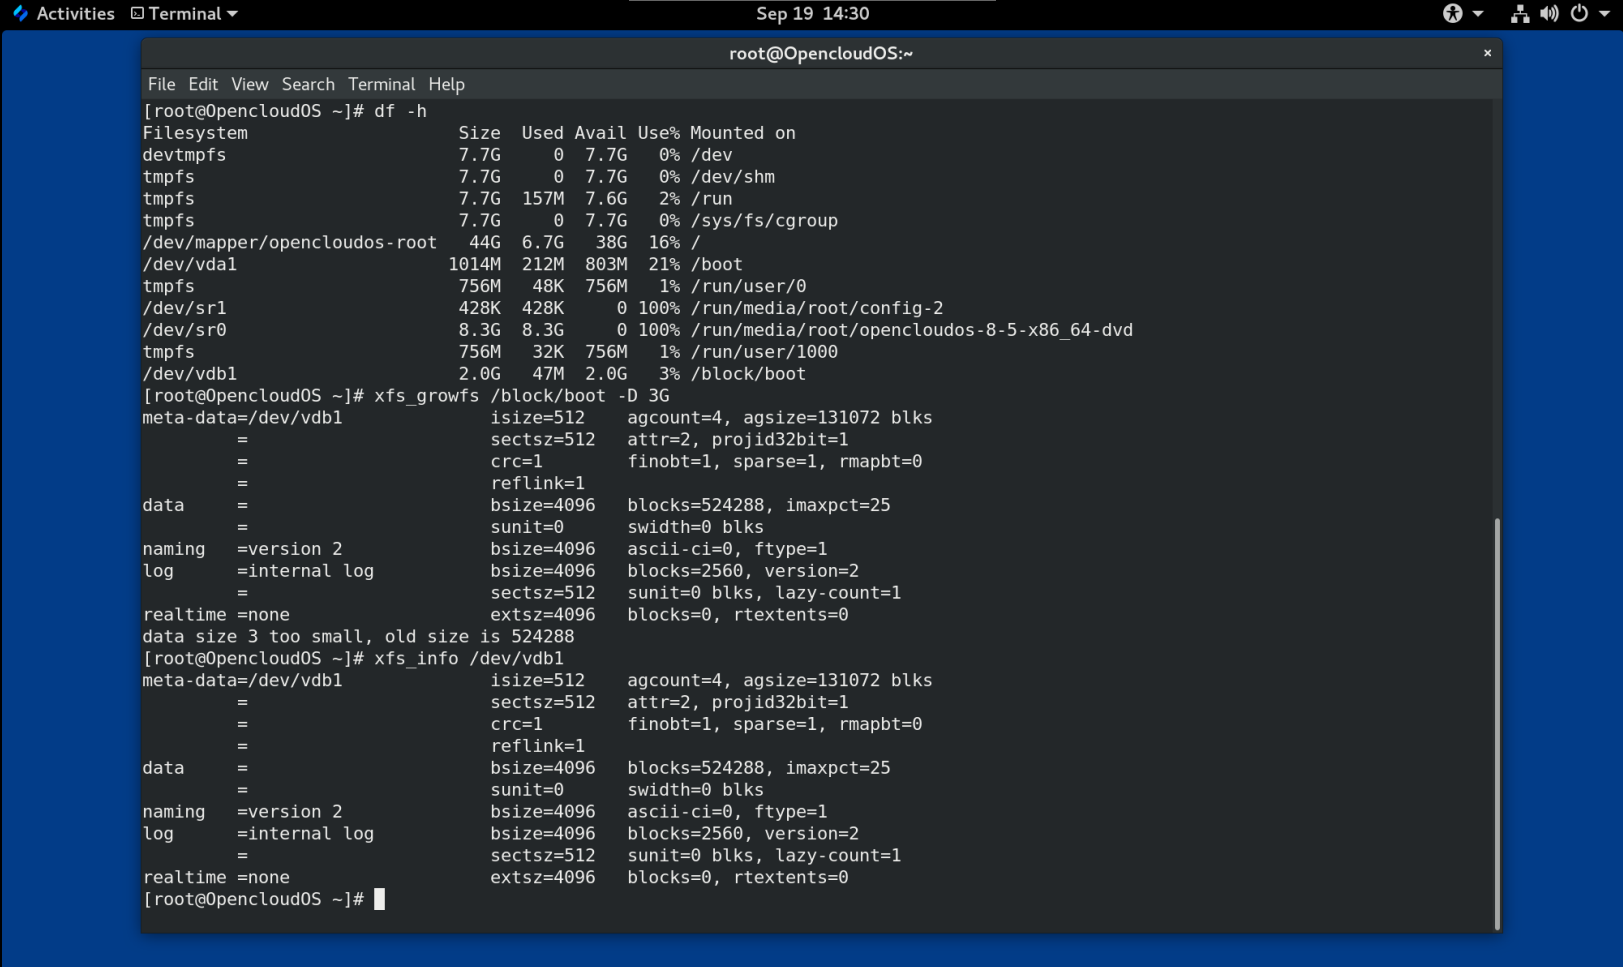 Activities Terminal Sep 19 14:30
root@OpencloudOS:~ ×
File Edit View Search Terminal Help
[root@OpencloudOS ~]# df -h
Filesystem                    Size  Used Avail Use% Mounted on
devtmpfs                      7.7G     0  7.7G   0% /dev
tmpfs                         7.7G     0  7.7G   0% /dev/shm
tmpfs                         7.7G  157M  7.6G   2% /run
tmpfs                         7.7G     0  7.7G   0% /sys/fs/cgroup
/dev/mapper/opencloudos-root   44G  6.7G   38G  16% /
/dev/vda1                    1014M  212M  803M  21% /boot
tmpfs                         756M   48K  756M   1% /run/user/0
/dev/sr1                      428K  428K     0 100% /run/media/root/config-2
/dev/sr0                      8.3G  8.3G     0 100% /run/media/root/opencloudos-8-5-x86_64-dvd
tmpfs                         756M   32K  756M   1% /run/user/1000
/dev/vdb1                     2.0G   47M  2.0G   3% /block/boot
[root@OpencloudOS ~]# xfs_growfs /block/boot -D 3G
meta-data=/dev/vdb1              isize=512    agcount=4, agsize=131072 blks
         =                       sectsz=512   attr=2, projid32bit=1
         =                       crc=1        finobt=1, sparse=1, rmapbt=0
         =                       reflink=1
data     =                       bsize=4096   blocks=524288, imaxpct=25
         =                       sunit=0      swidth=0 blks
naming   =version 2              bsize=4096   ascii-ci=0, ftype=1
log      =internal log           bsize=4096   blocks=2560, version=2
         =                       sectsz=512   sunit=0 blks, lazy-count=1
realtime =none                   extsz=4096   blocks=0, rtextents=0
data size 3 too small, old size is 524288
[root@OpencloudOS ~]# xfs_info /dev/vdb1
meta-data=/dev/vdb1              isize=512    agcount=4, agsize=131072 blks
         =                       sectsz=512   attr=2, projid32bit=1
         =                       crc=1        finobt=1, sparse=1, rmapbt=0
         =                       reflink=1
data     =                       bsize=4096   blocks=524288, imaxpct=25
         =                       sunit=0      swidth=0 blks
naming   =version 2              bsize=4096   ascii-ci=0, ftype=1
log      =internal log           bsize=4096   blocks=2560, version=2
         =                       sectsz=512   sunit=0 blks, lazy-count=1
realtime =none                   extsz=4096   blocks=0, rtextents=0
[root@OpencloudOS ~]#